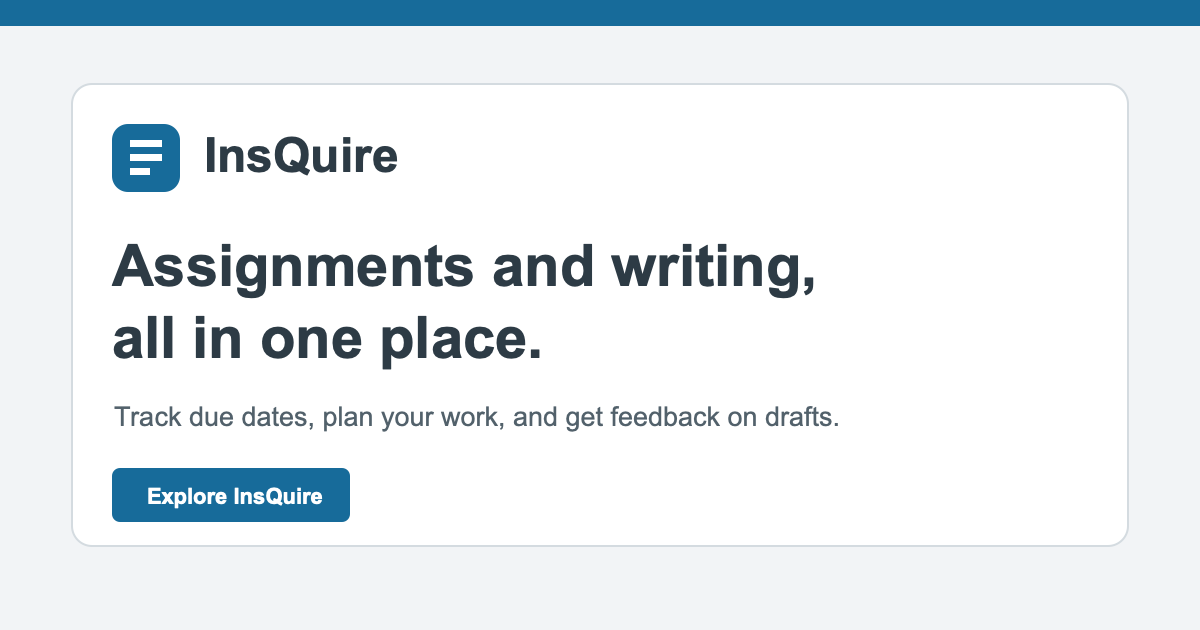 InsQuire
Assignments and writing,
all in one place.
Track due dates, plan your work, and get feedback on drafts.
Explore InsQuire